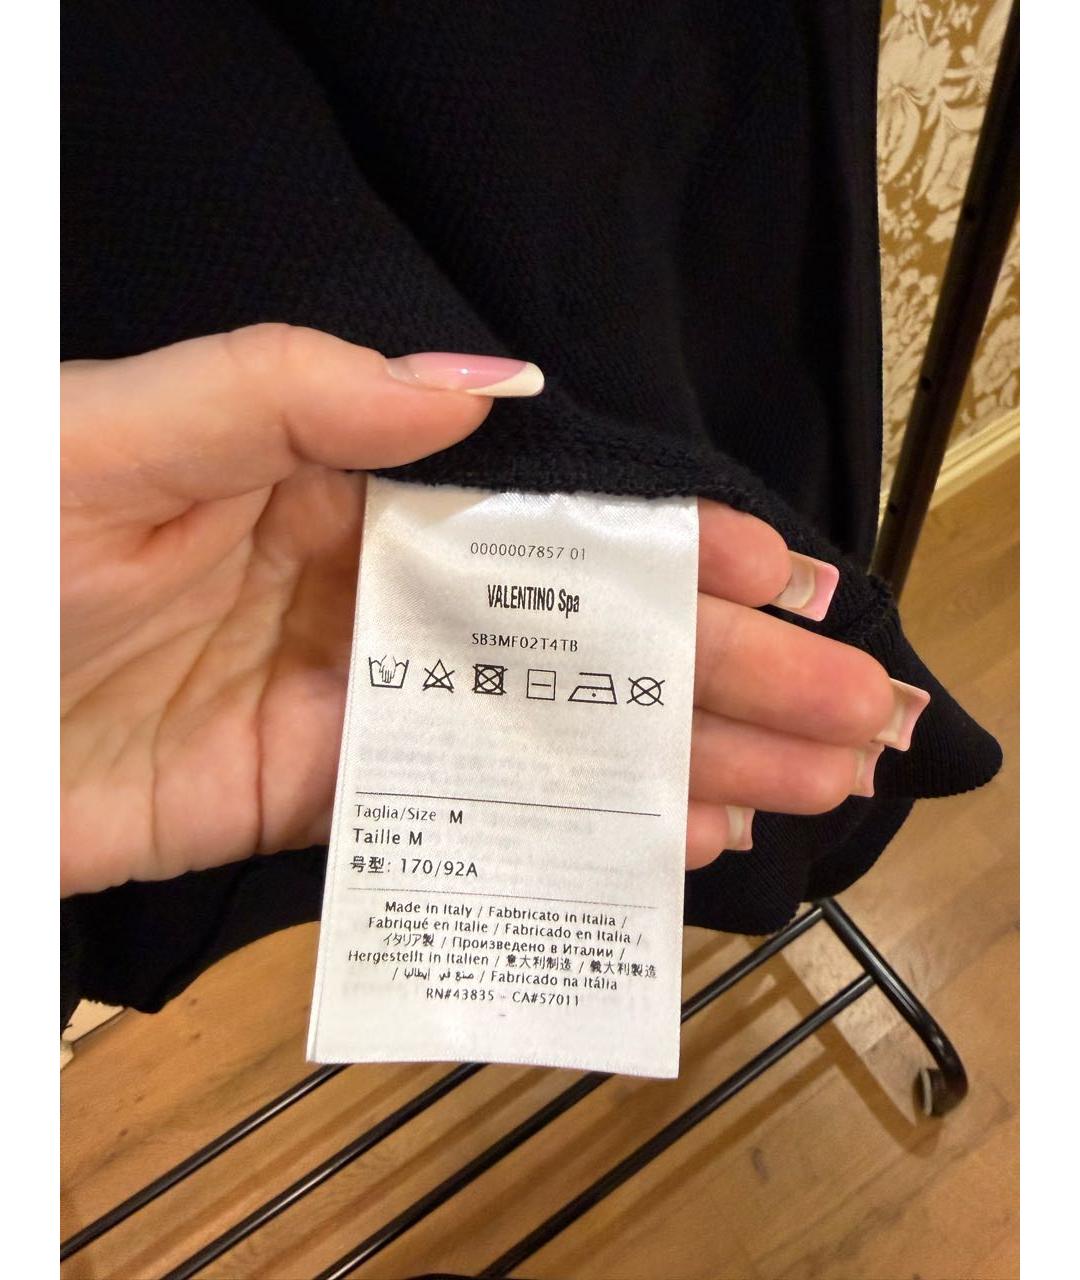 0000007857 01
VALENTINO Spa
SB3MF02T4TB
Taglia/Size M
Taille M
号型: 170/92A
Made in Italy / Fabbricato in Italia /
Fabriqué en Italie / Fabricado en Italia /
イタリア製 / Произведено в Италии /
Hergestellt in Italien / 意大利制造 / 義大利製造
/ صنع في إيطاليا / Fabricado na Itália
RN#43835 - CA#57011